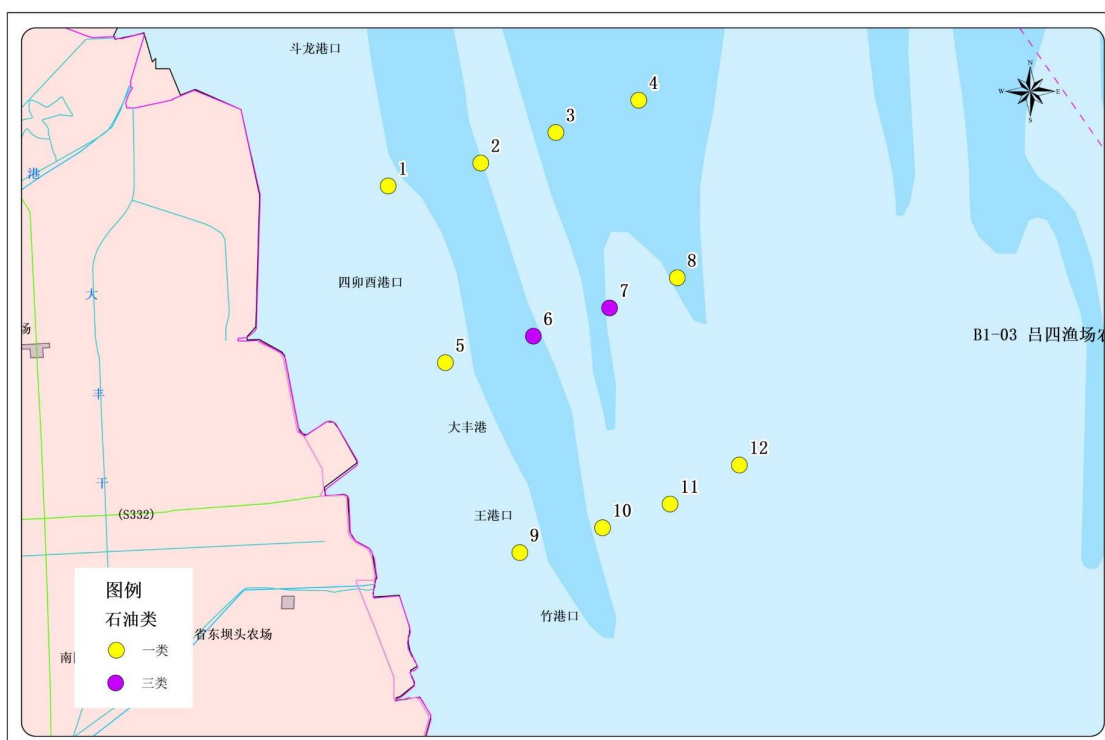 斗龙港口
N
W
E
S
4
3
2
1
港
四卯酉港口
8
大
7
场
6
B1-03 吕四渔场农
5
丰
大丰港
12
干
11
(S332)
王港口
10
9
图例
竹港口
石油类
省东坝头农场
一类
南
三类